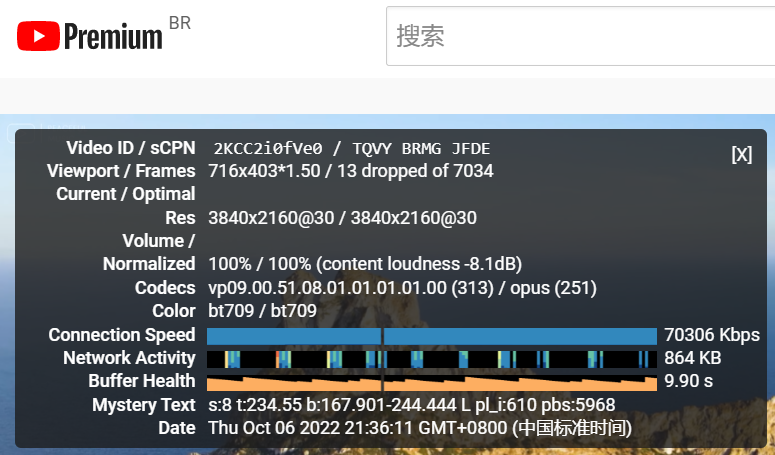 Premium BR
搜索
Video ID / sCPN 2KCC2i0fVe0 / TQVY BRMG JFDE
[X]
Viewport / Frames 716x403*1.50 / 13 dropped of 7034
Current / Optimal
Res 3840x2160@30 / 3840x2160@30
Volume /
Normalized 100% / 100% (content loudness -8.1dB)
Codecs vp09.00.51.08.01.01.01.01.00 (313) / opus (251)
Color bt709 / bt709
Connection Speed 70306 Kbps
Network Activity 864 KB
Buffer Health 9.90 s
Mystery Text s:8 t:234.55 b:167.901-244.444 L pl_i:610 pbs:5968
Date Thu Oct 06 2022 21:36:11 GMT+0800 (中国标准时间)